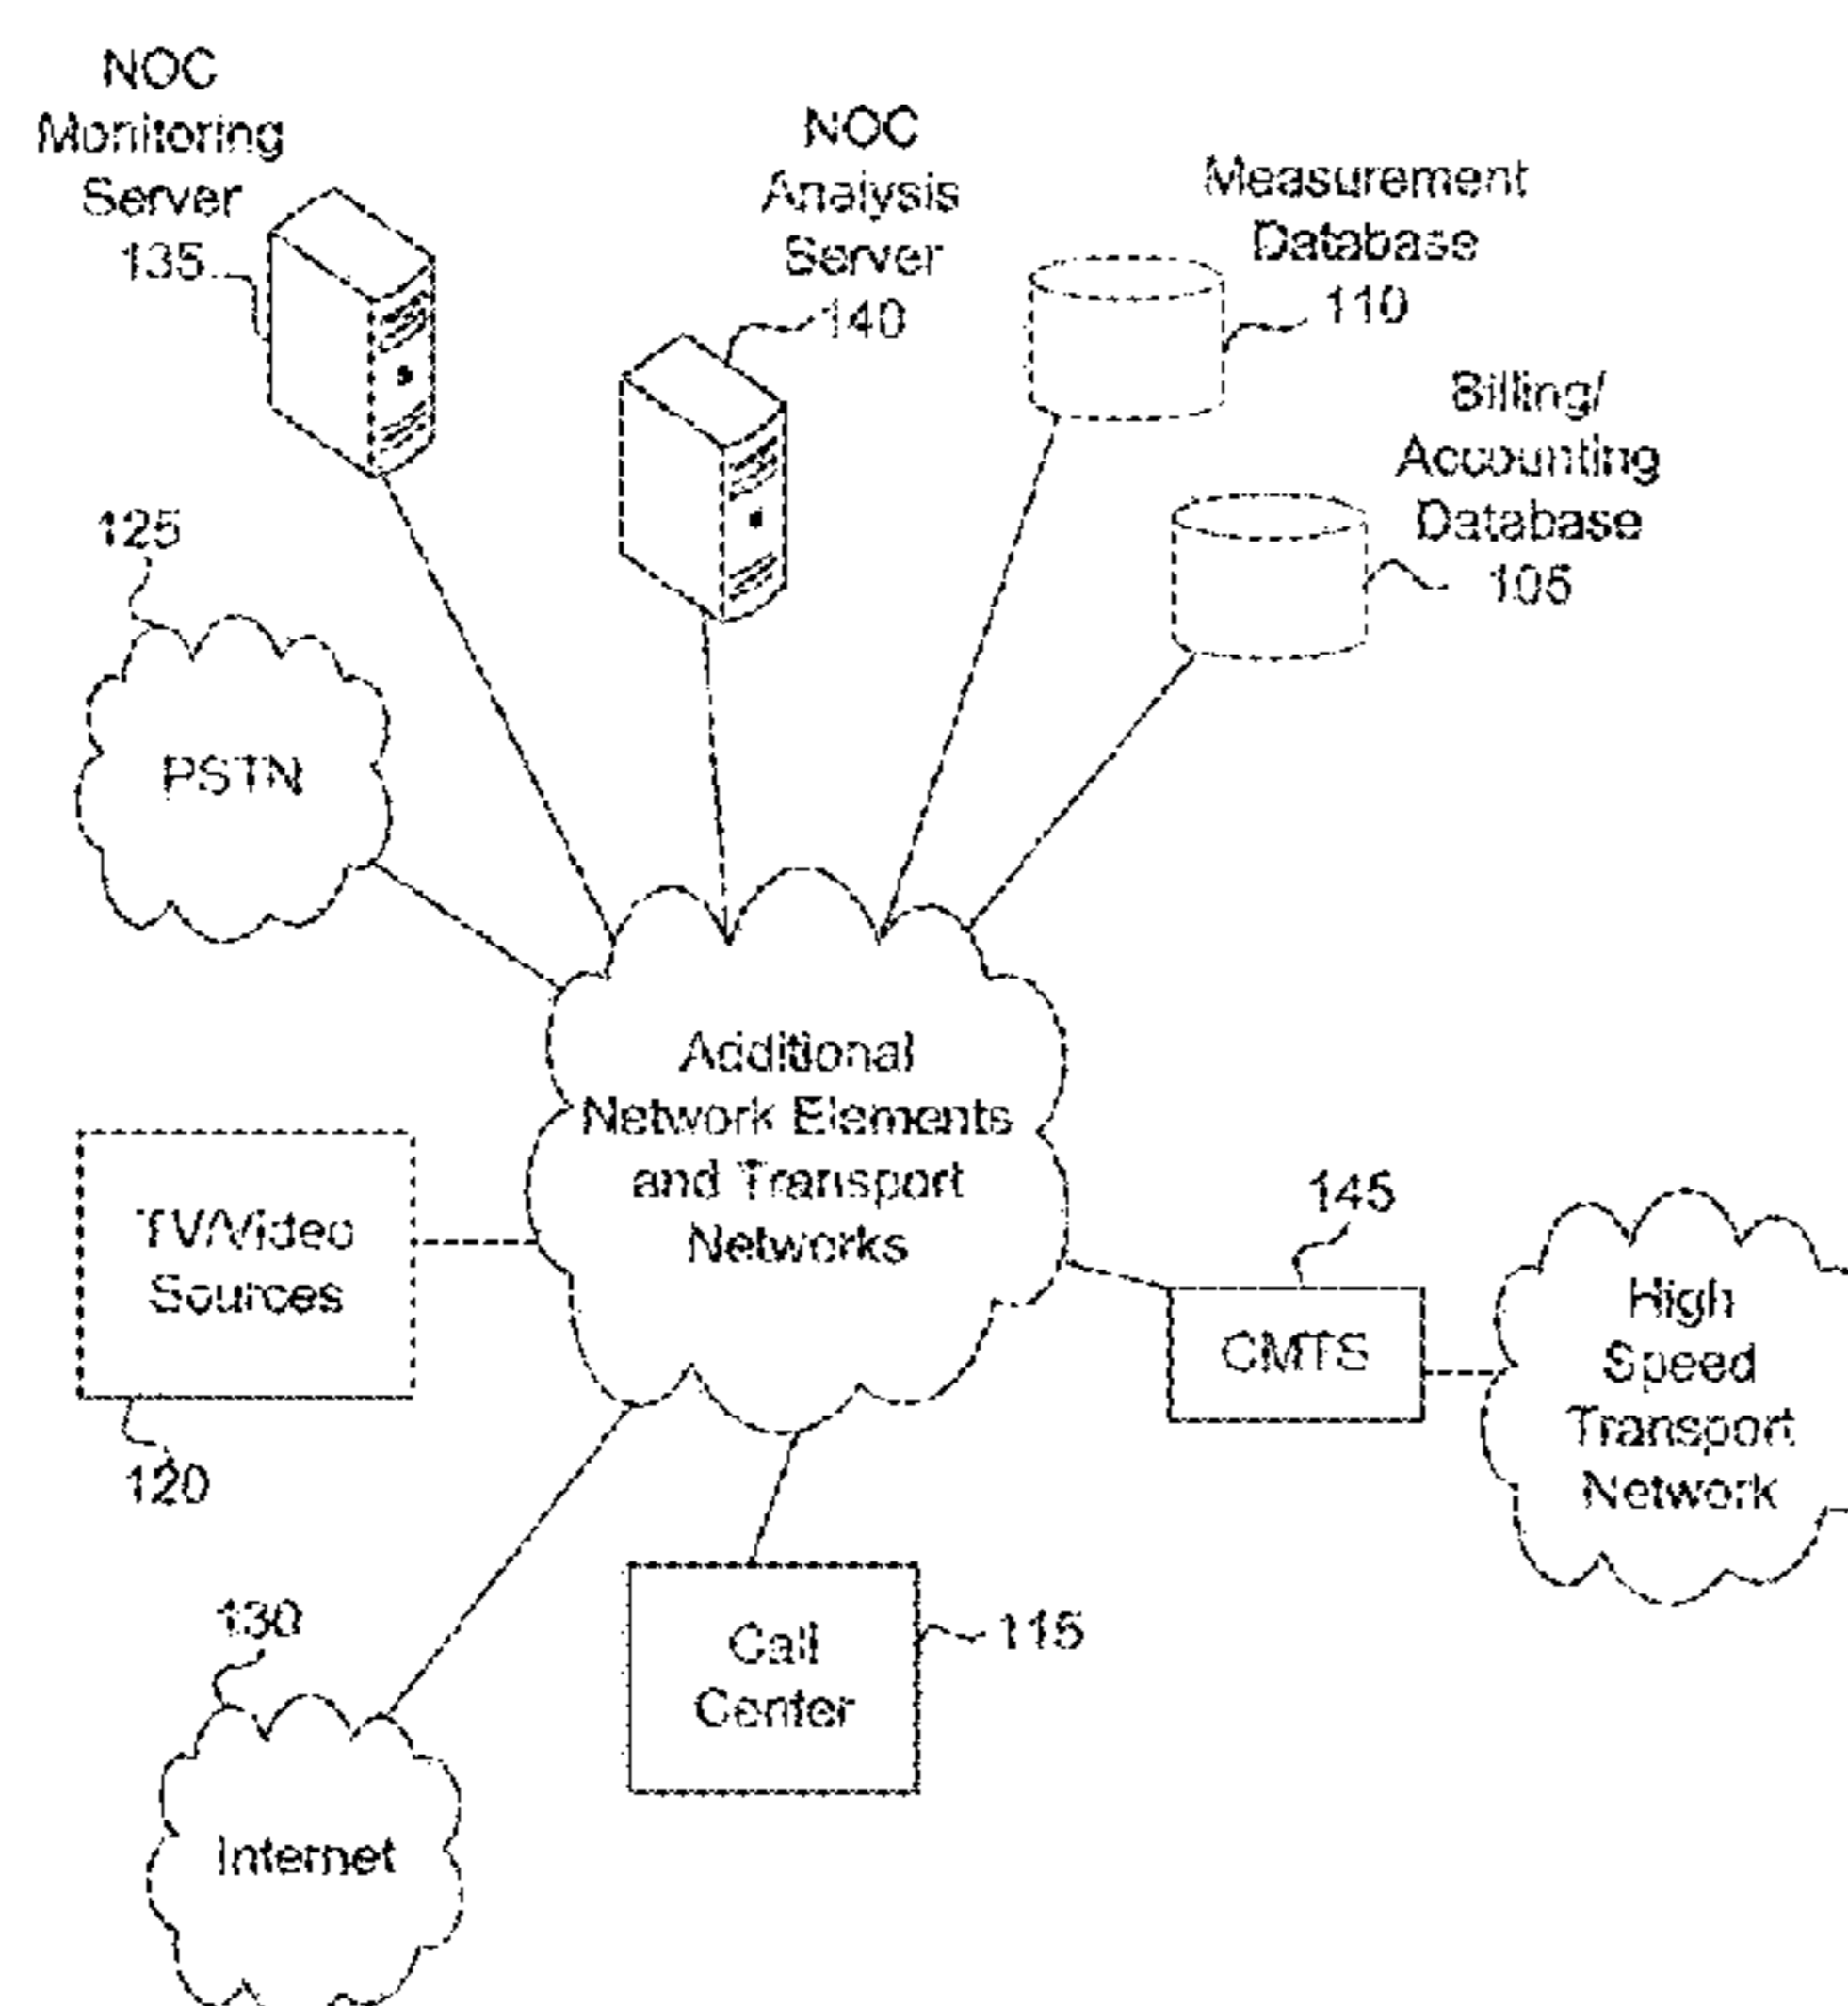 NOC
Monitoring
Server
135
NOC
Analysis
Server
140
Measurement
Database
110
Billing/
Accounting
Database
105
125
PSTN
Additional
Network Elements
and Transport
Networks
TV/Video
Sources
120
145
CMTS
High
Speed
Transport
Network
130
Internet
Call
Center
115